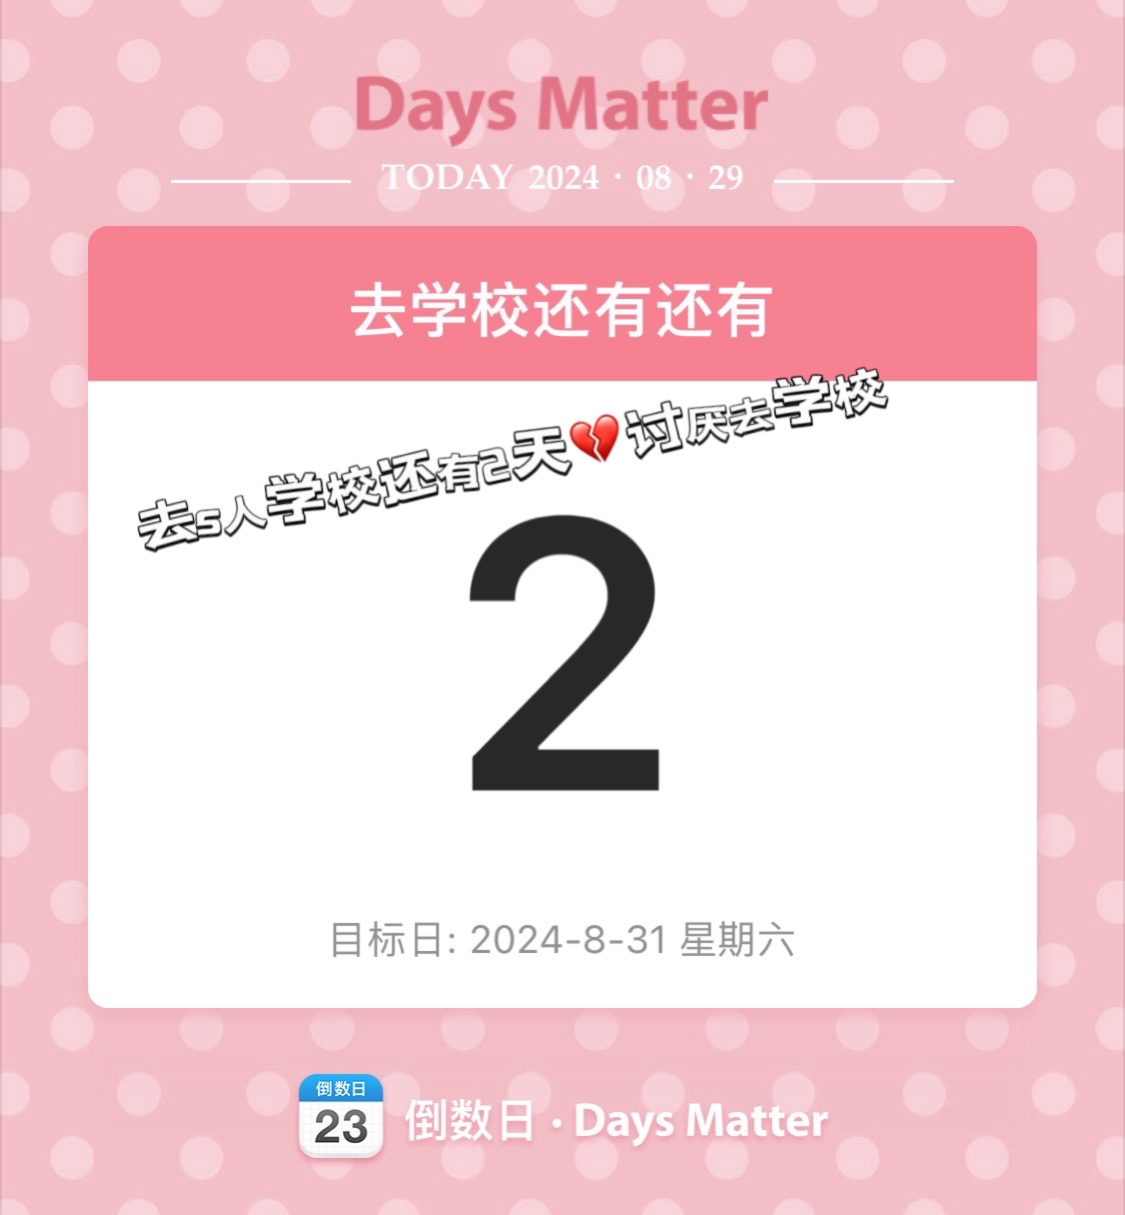 Days Matter
TODAY 2024 · 08 · 29
去学校还有还有
去5人学校还有2天💔讨厌去学校
2
目标日: 2024-8-31 星期六
倒数日
23
倒数日 · Days Matter